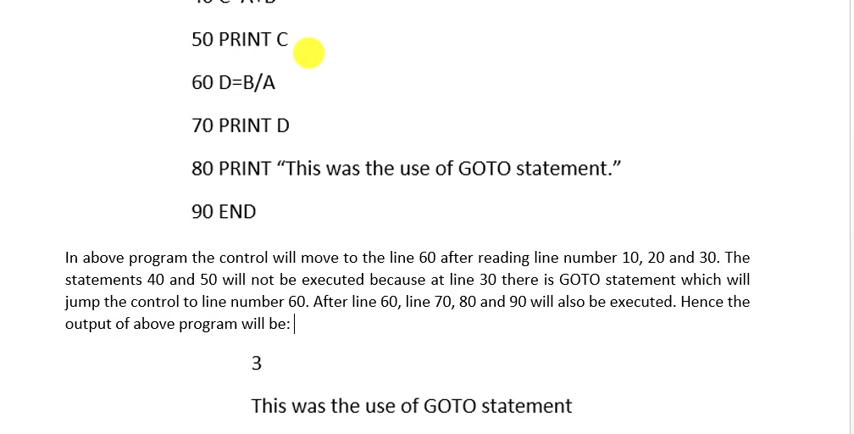 50 PRINT C
60 D=B/A
70 PRINT D
80 PRINT “This was the use of GOTO statement.”
90 END
In above program the control will move to the line 60 after reading line number 10, 20 and 30. The
statements 40 and 50 will not be executed because at line 30 there is GOTO statement which will
jump the control to line number 60. After line 60, line 70, 80 and 90 will also be executed. Hence the
output of above program will be:
3
This was the use of GOTO statement